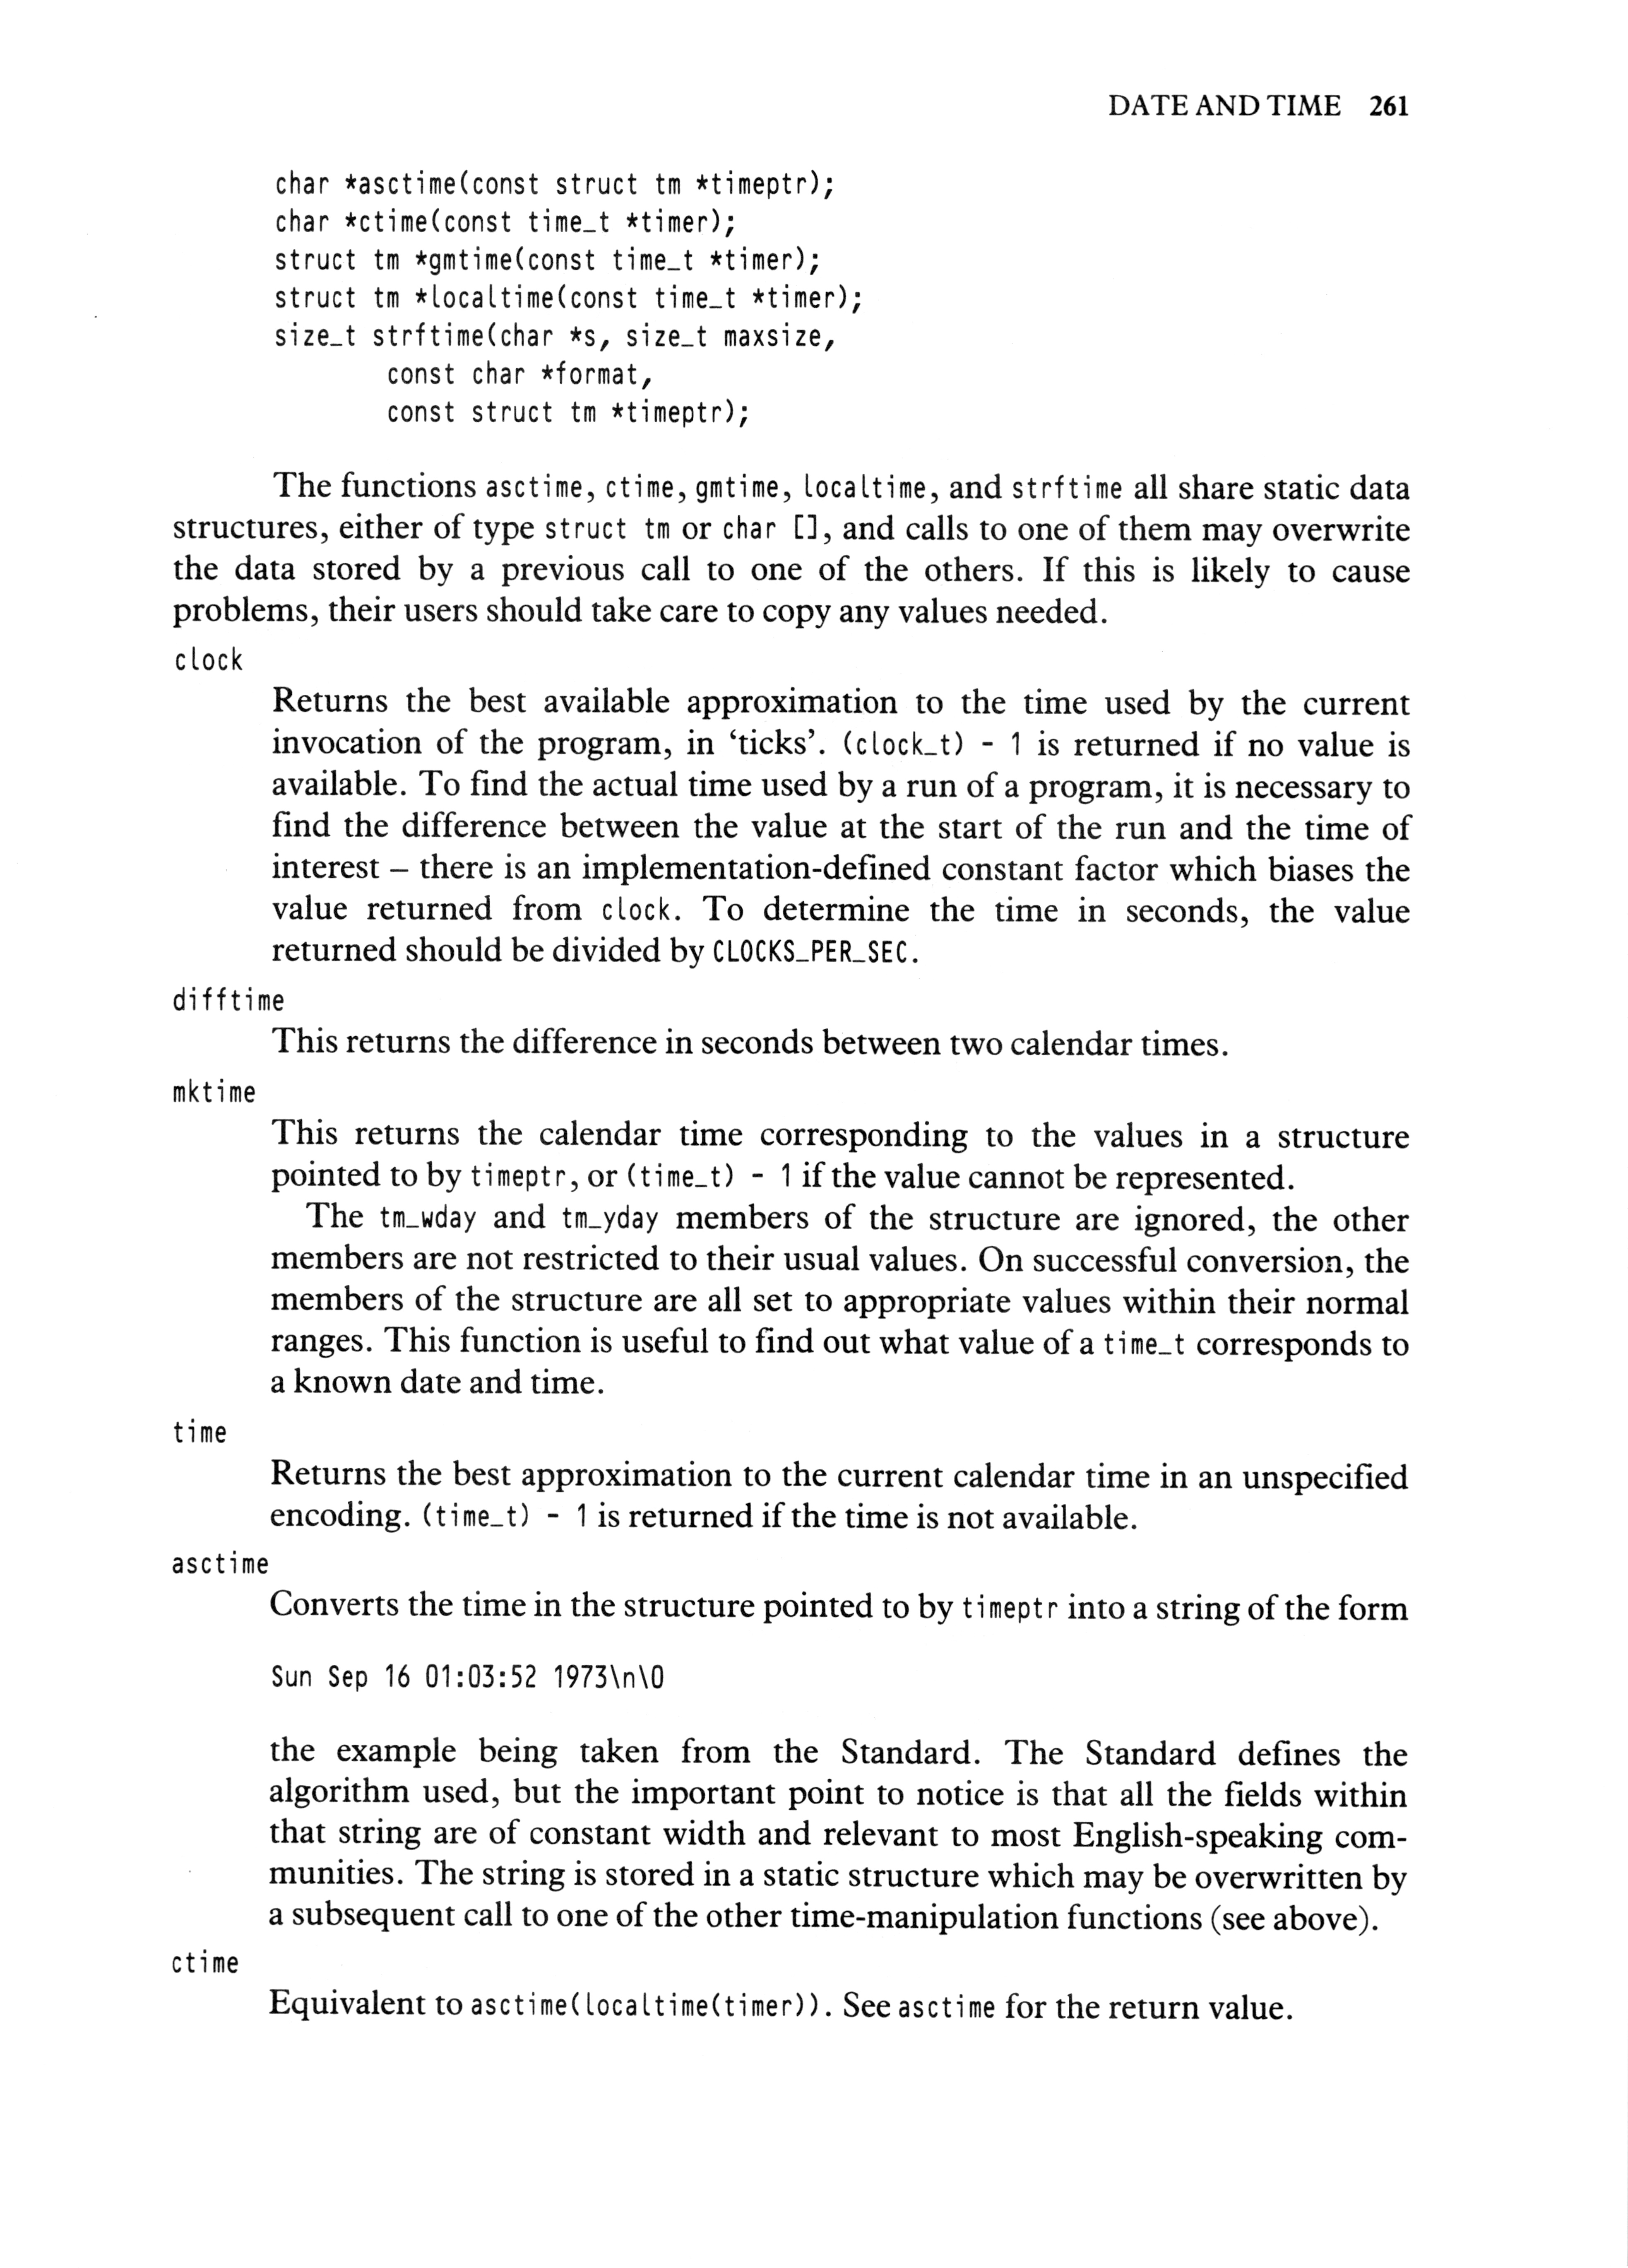 DATE AND TIME 261
char *asctime(const struct tm *timeptr);
char *ctime(const time_t *timer);
struct tm *gmtime(const time_t *timer);
struct tm *localtime(const time_t *timer);
size_t strftime(char *s, size_t maxsize,
const char *format,
const struct tm *timeptr);
The functions asctime, ctime, gmtime, localtime, and strftime all share static data
structures, either of type struct tm or char [], and calls to one of them may overwrite
the data stored by a previous call to one of the others. If this is likely to cause
problems, their users should take care to copy any values needed.
clock
Returns the best available approximation to the time used by the current
invocation of the program, in ‘ticks’. (clock_t) - 1 is returned if no value is
available. To find the actual time used by a run of a program, it is necessary to
find the difference between the value at the start of the run and the time of
interest – there is an implementation-defined constant factor which biases the
value returned from clock. To determine the time in seconds, the value
returned should be divided by CLOCKS_PER_SEC.
difftime
This returns the difference in seconds between two calendar times.
mktime
This returns the calendar time corresponding to the values in a structure
pointed to by timeptr, or (time_t) - 1 if the value cannot be represented.
The tm_wday and tm_yday members of the structure are ignored, the other
members are not restricted to their usual values. On successful conversion, the
members of the structure are all set to appropriate values within their normal
ranges. This function is useful to find out what value of a time_t corresponds to
a known date and time.
time
Returns the best approximation to the current calendar time in an unspecified
encoding. (time_t) - 1 is returned if the time is not available.
asctime
Converts the time in the structure pointed to by timeptr into a string of the form
Sun Sep 16 01:03:52 1973\n\0
the example being taken from the Standard. The Standard defines the
algorithm used, but the important point to notice is that all the fields within
that string are of constant width and relevant to most English-speaking com-
munities. The string is stored in a static structure which may be overwritten by
a subsequent call to one of the other time-manipulation functions (see above).
ctime
Equivalent to asctime(localtime(timer)). See asctime for the return value.